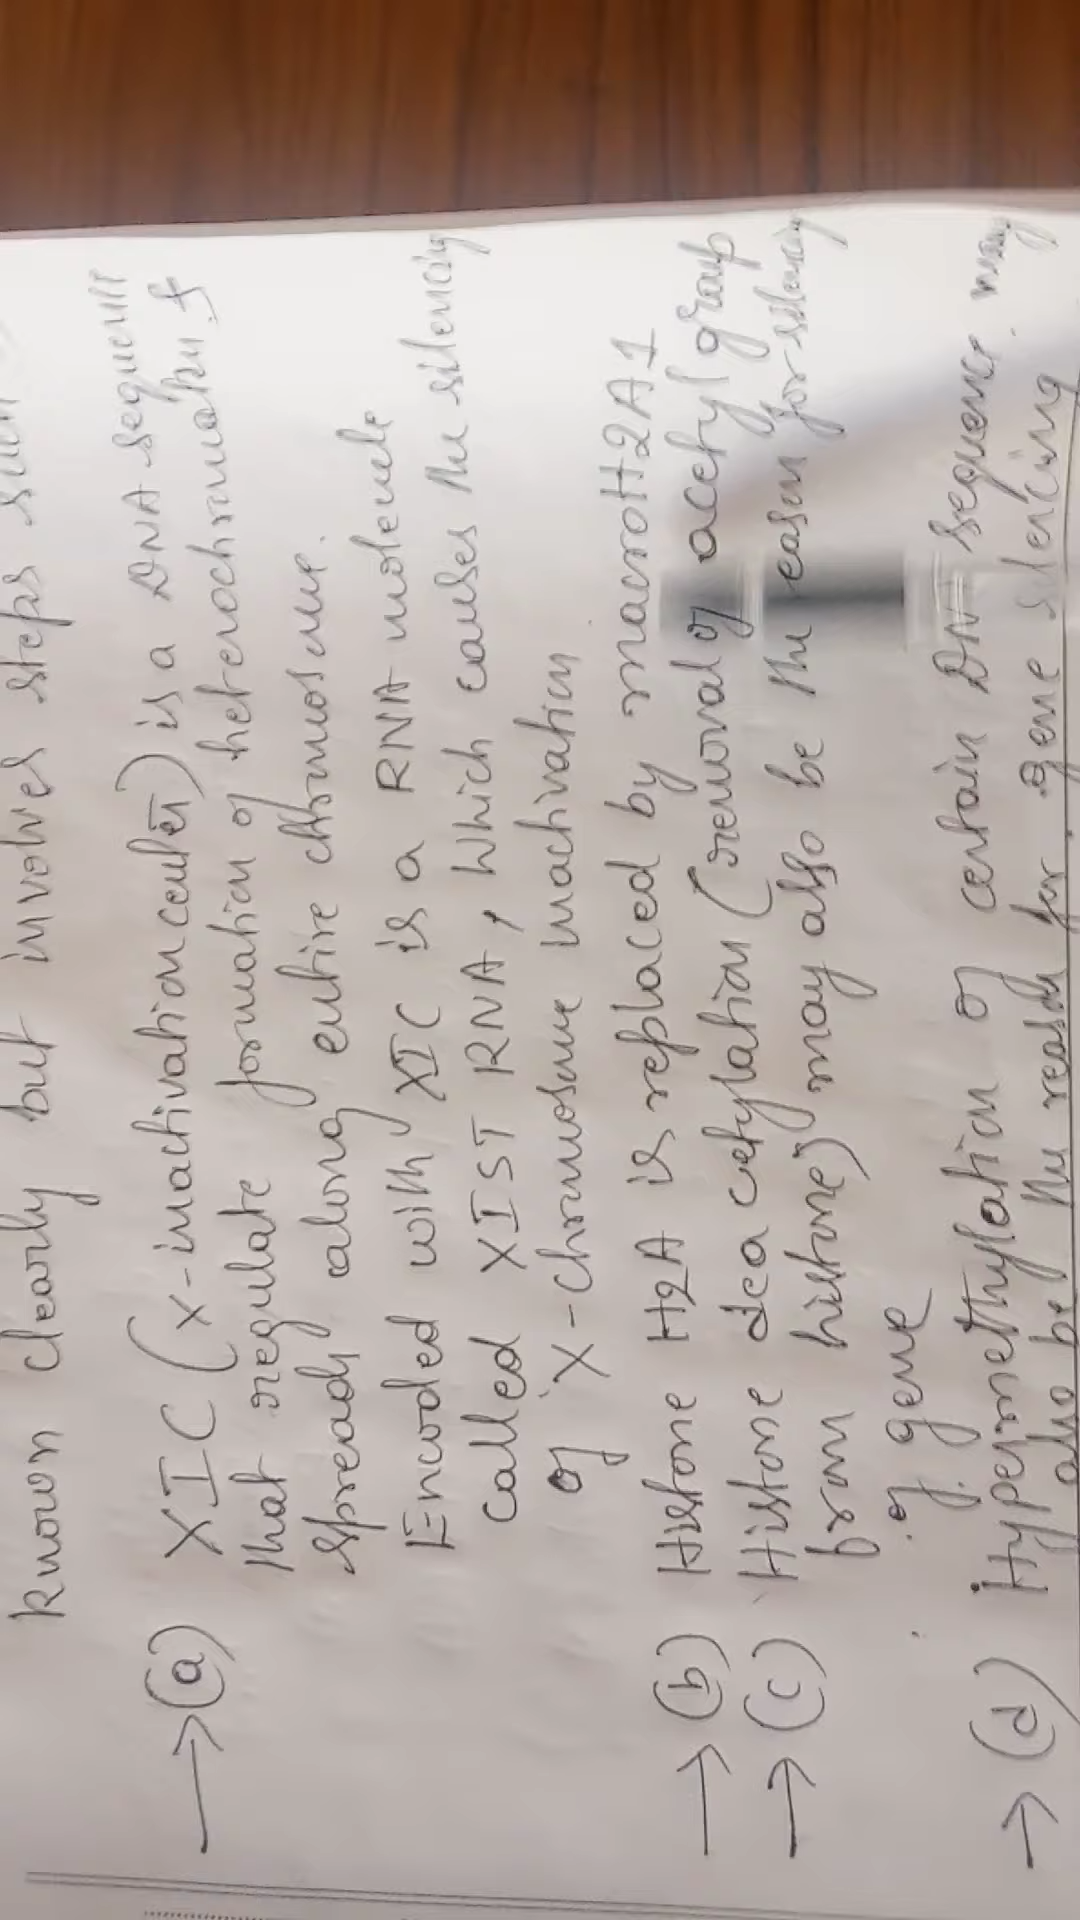 known clearly but involves steps such
→ (a) XIC (X-inactivation center) is a DNA sequence
that regulate formation of heterochromatin &
spreads along entire chromosome.
Encoded with XIC is a RNA molecule
called XIST RNA, which causes the silencing
of X-chromosome inactivation
→ (b) Histone H2A is replaced by macroH2A1
→ (c) Histone deacetylation (removal of acetyl group
from histone) may also be the reason for silencing
of gene
→ (d) Hypermethylation of certain DN sequence may
also be the reason for gene silencing